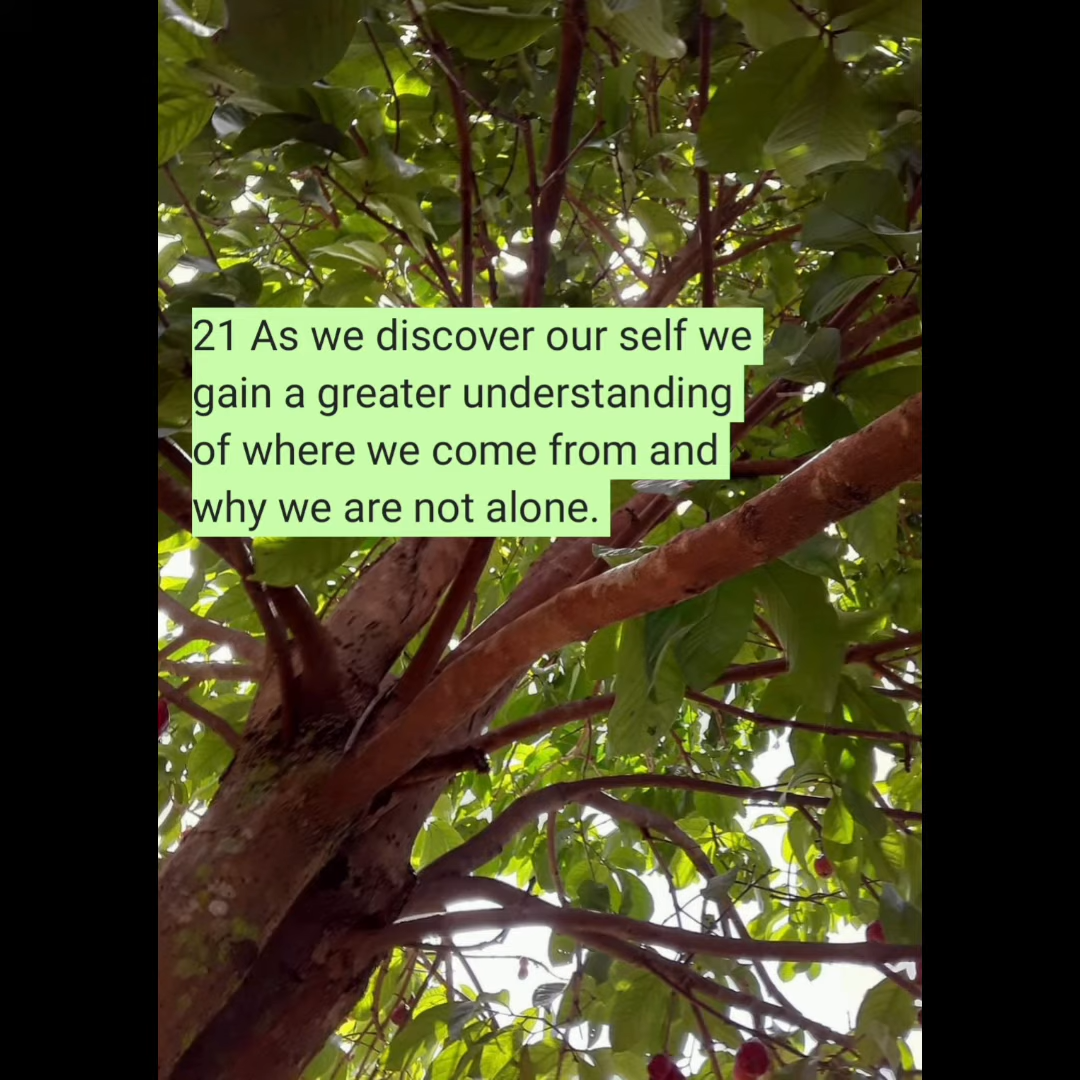 21 As we discover our self we
gain a greater understanding
of where we come from and
why we are not alone.